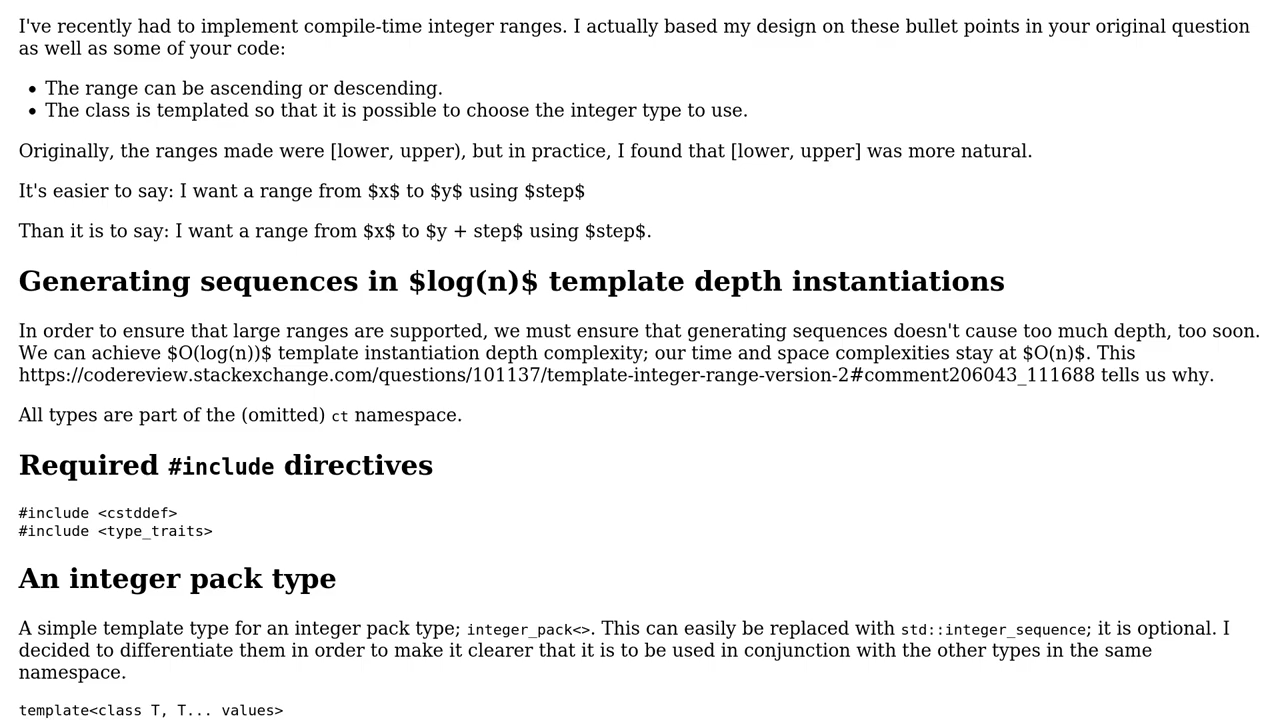 I've recently had to implement compile-time integer ranges. I actually based my design on these bullet points in your original question
as well as some of your code:
• The range can be ascending or descending.
• The class is templated so that it is possible to choose the integer type to use.
Originally, the ranges made were [lower, upper), but in practice, I found that [lower, upper] was more natural.
It's easier to say: I want a range from $x$ to $y$ using $step$
Than it is to say: I want a range from $x$ to $y + step$ using $step$.
Generating sequences in $log(n)$ template depth instantiations
In order to ensure that large ranges are supported, we must ensure that generating sequences doesn't cause too much depth, too soon.
We can achieve $O(log(n))$ template instantiation depth complexity; our time and space complexities stay at $O(n)$. This
https://codereview.stackexchange.com/questions/101137/template-integer-range-version-2#comment206043_111688 tells us why.
All types are part of the (omitted) ct namespace.
Required #include directives
#include <cstddef>
#include <type_traits>
An integer pack type
A simple template type for an integer pack type; integer_pack<>. This can easily be replaced with std::integer_sequence; it is optional. I
decided to differentiate them in order to make it clearer that it is to be used in conjunction with the other types in the same
namespace.
template<class T, T... values>